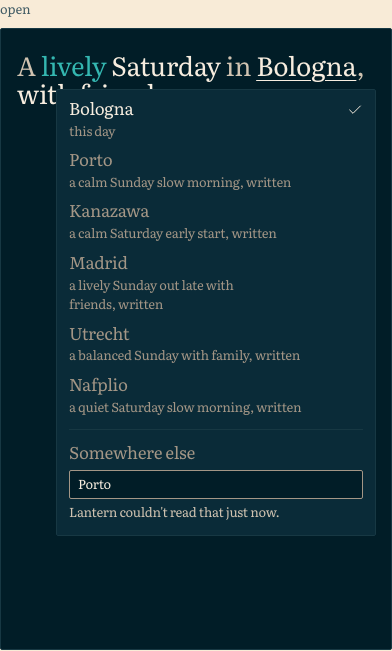 open
A lively Saturday in Bologna,
with friend
Bologna
this day
Porto
a calm Sunday slow morning, written
Kanazawa
a calm Saturday early start, written
Madrid
a lively Sunday out late with
friends, written
Utrecht
a balanced Sunday with family, written
Nafplio
a quiet Saturday slow morning, written
Somewhere else
Porto
Lantern couldn't read that just now.